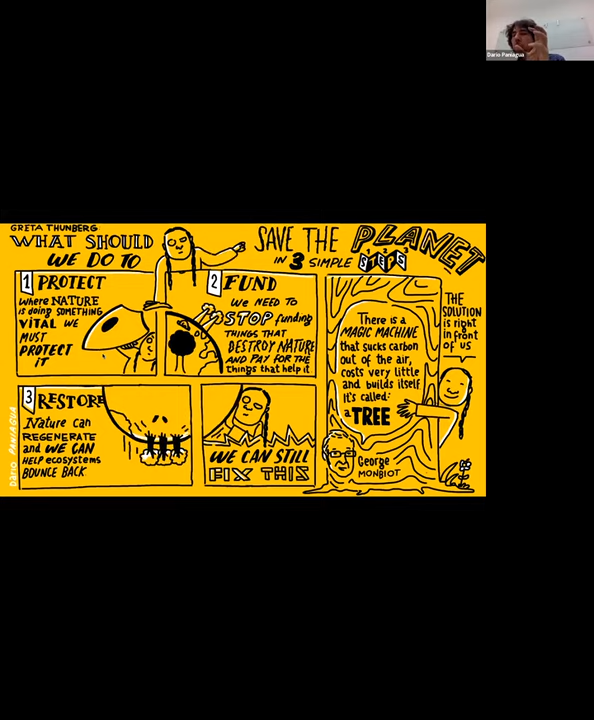 Dario Paniagua
GRETA THUNBERG:
WHAT SHOULD
WE DO TO
SAVE THE PLANET
IN 3 SIMPLE STEPS
1 2 3
1 PROTECT
Where NATURE
is doing SOMETHING
VITAL WE
MUST
PROTECT
IT
2 FUND
WE NEED TO
STOP funding
THINGS THAT
DESTROY NATURE
AND PAY FOR THE
things that help it
3 RESTORE
Nature can
REGENERATE
and WE CAN
HELP ecosystems
BOUNCE BACK.
WE CAN STILL
FIX THIS
There is a
MAGIC MACHINE
that sucks carbon
out of the air,
costs very little
and builds itself
it's called:
a TREE
George
MONBIOT
THE
SOLUTION
is right
in front
of US
Dario PANIAGUA